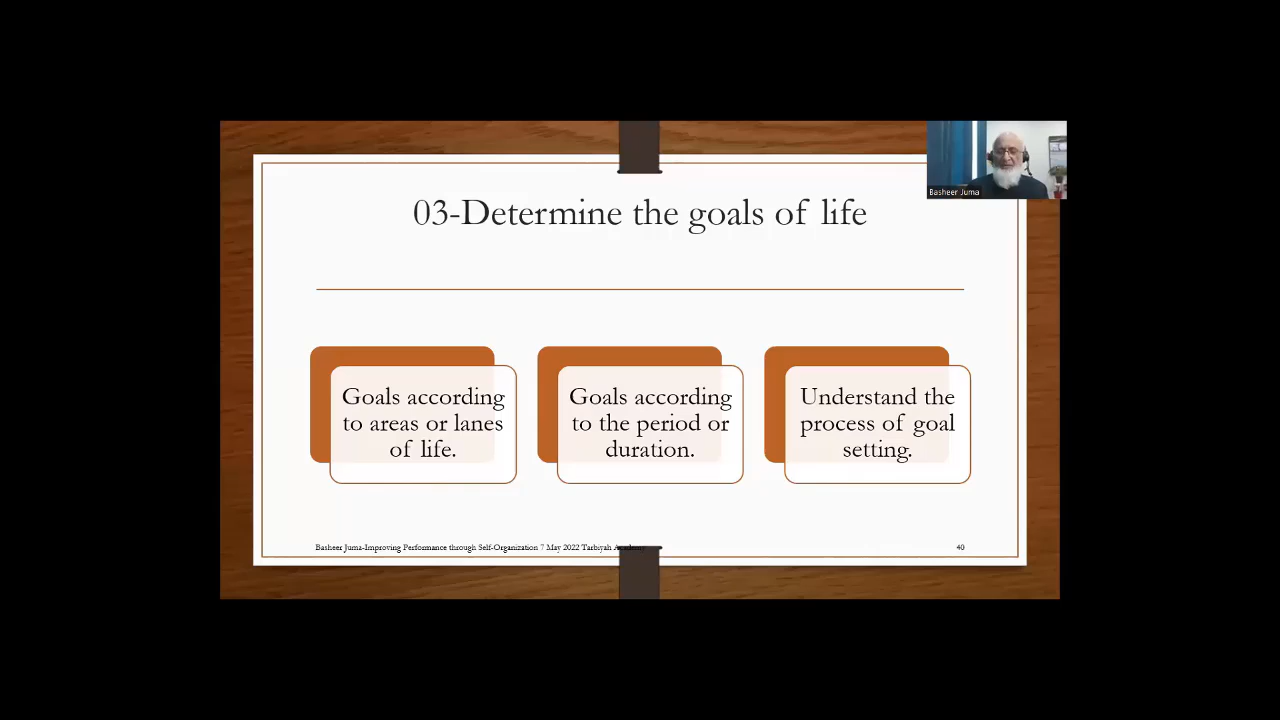 Basheer Juma
03-Determine the goals of life
Goals according
to areas or lanes
of life.
Goals according
to the period or
duration.
Understand the
process of goal
setting.
Basheer Juma-Improving Performance through Self-Organization 7 May 2022 Tarbiyah Academy
40